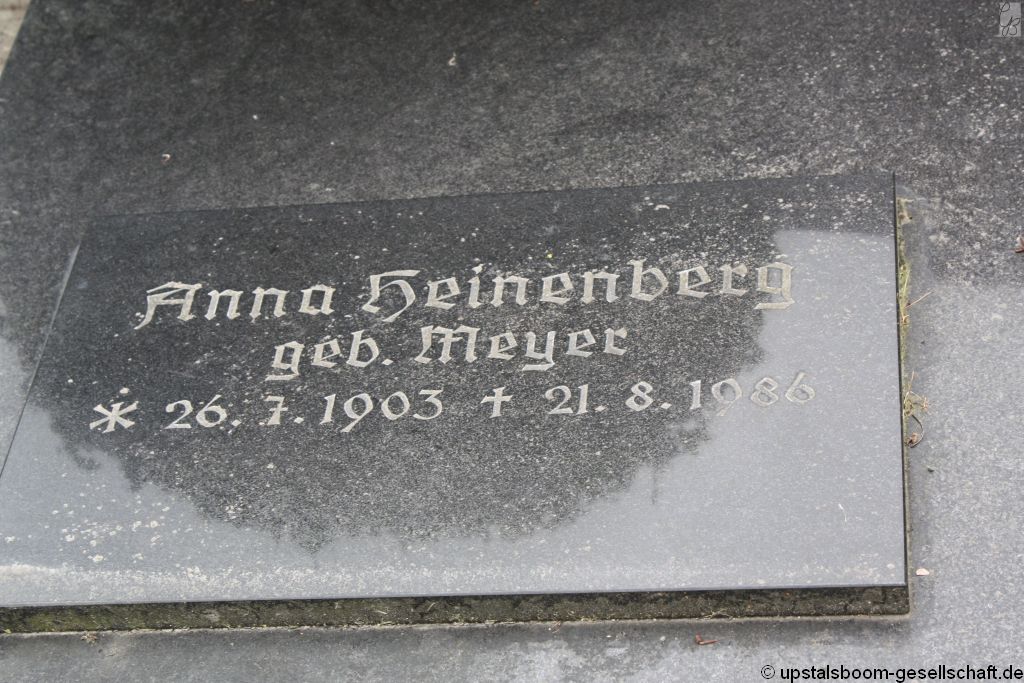 Anna Heinenberg
geb. Meyer
* 26. 7. 1903 † 21. 8. 1986
© upstalsboom-gesellschaft.de